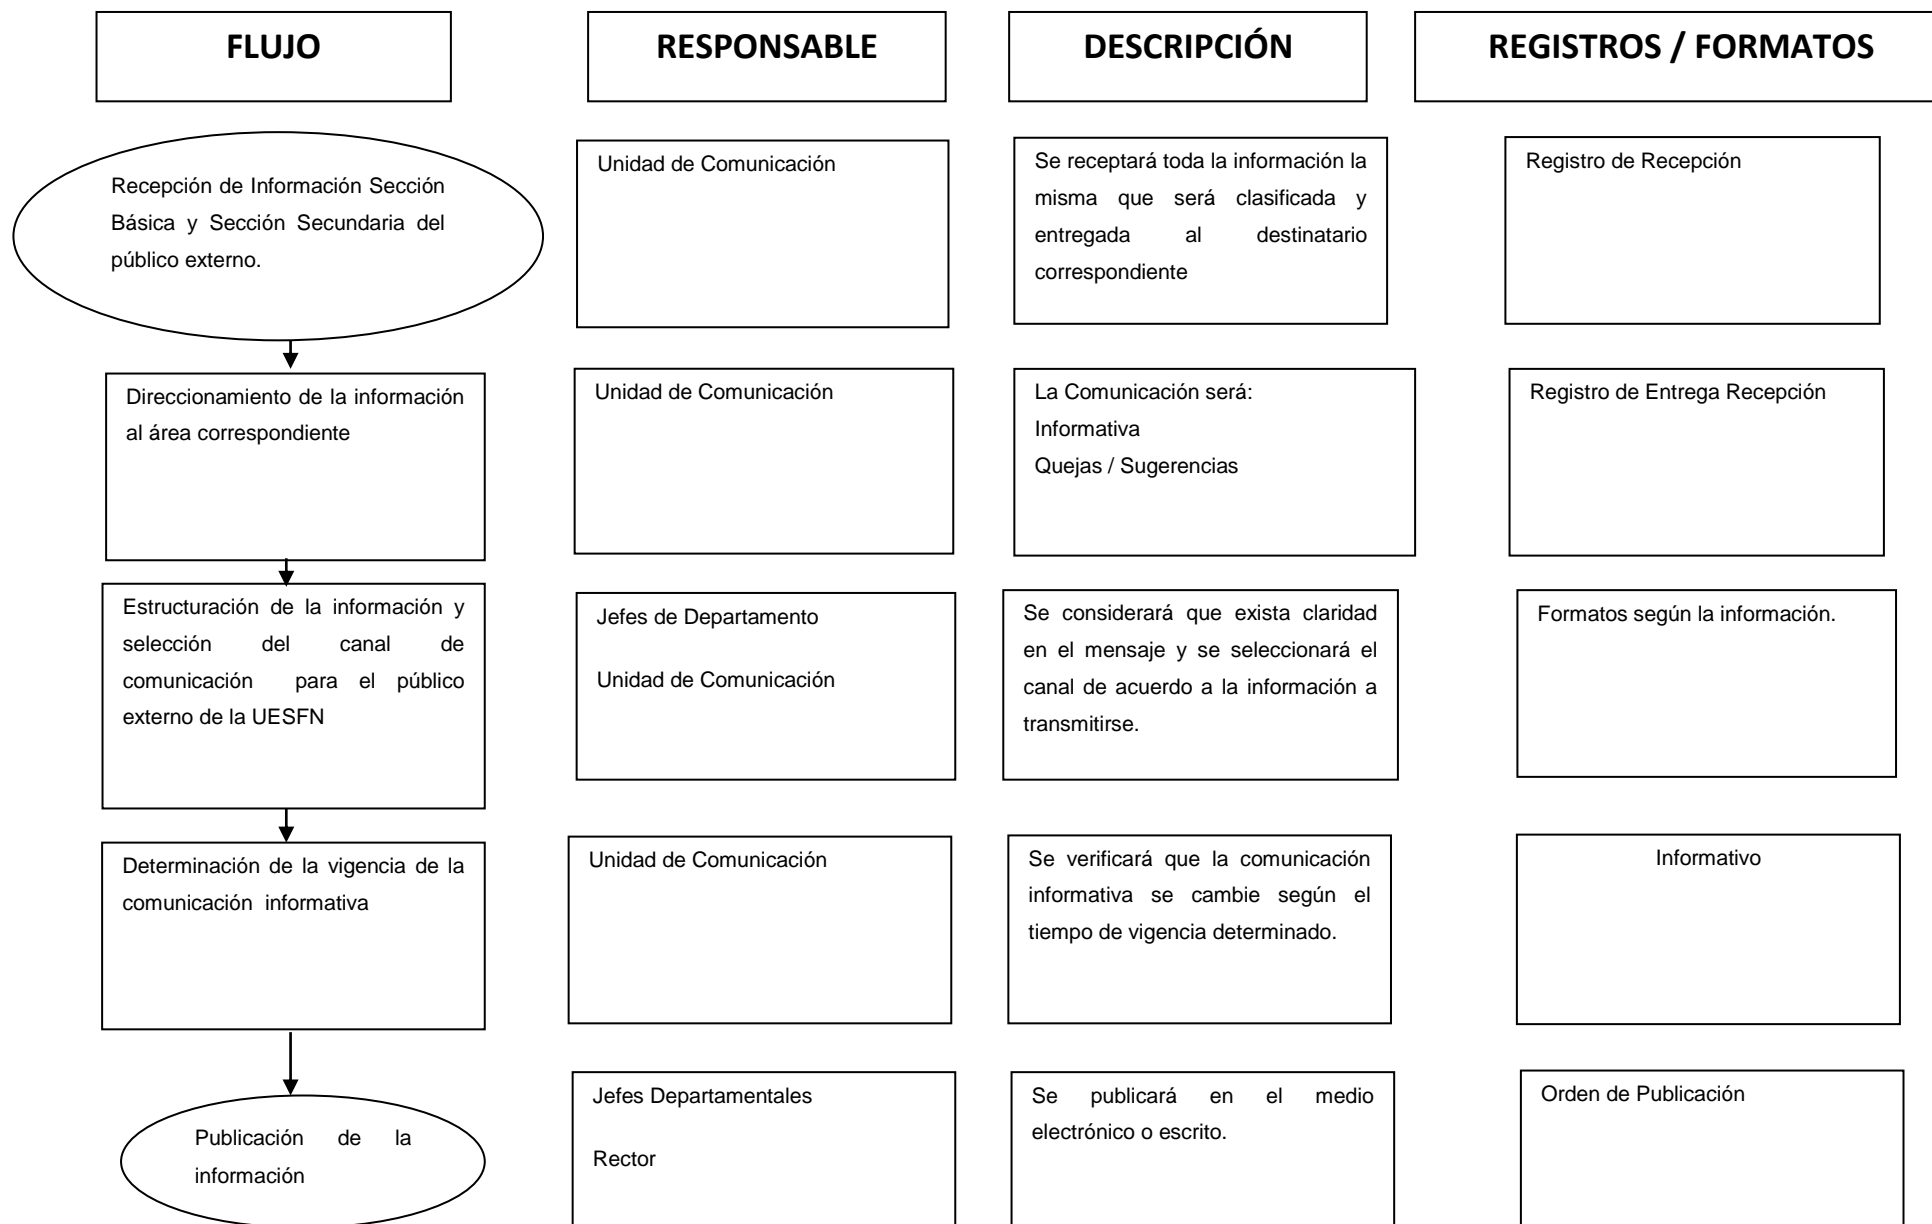 FLUJO
RESPONSABLE
DESCRIPCIÓN
REGISTROS / FORMATOS
Recepción de Información Sección
Básica y Sección Secundaria del
público externo.
Unidad de Comunicación
Se receptará toda la información la
misma que será clasificada y
entregada al destinatario
correspondiente
Registro de Recepción
Direccionamiento de la información
al área correspondiente
Unidad de Comunicación
La Comunicación será:
Informativa
Quejas / Sugerencias
Registro de Entrega Recepción
Estructuración de la información y
selección del canal de
comunicación para el público
externo de la UESFN
Jefes de Departamento
Unidad de Comunicación
Se considerará que exista claridad
en el mensaje y se seleccionará el
canal de acuerdo a la información a
transmitirse.
Formatos según la información.
Determinación de la vigencia de la
comunicación informativa
Unidad de Comunicación
Se verificará que la comunicación
informativa se cambie según el
tiempo de vigencia determinado.
Informativo
Publicación de la
información
Jefes Departamentales
Rector
Se publicará en el medio
electrónico o escrito.
Orden de Publicación